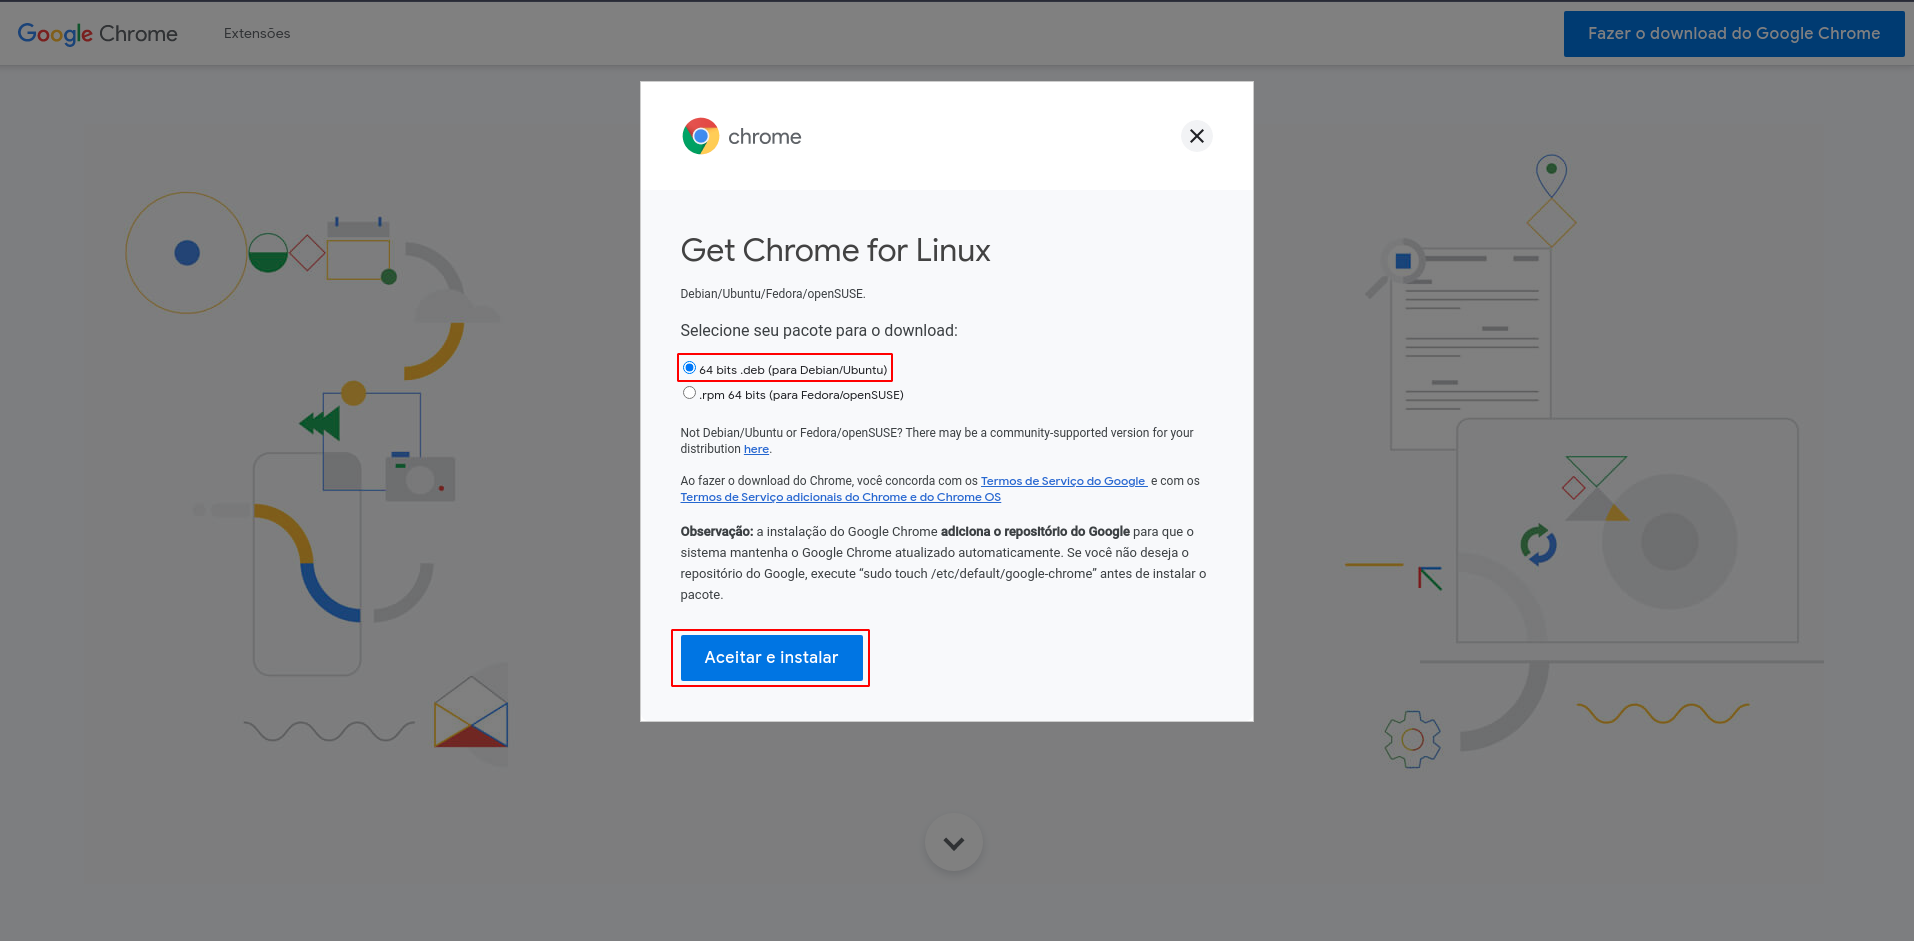 Google Chrome
Extensões
Fazer o download do Google Chrome
chrome
Get Chrome for Linux
Debian/Ubuntu/Fedora/openSUSE.
Selecione seu pacote para o download:
64 bits .deb (para Debian/Ubuntu)
.rpm 64 bits (para Fedora/openSUSE)
Not Debian/Ubuntu or Fedora/openSUSE? There may be a community-supported version for your
distribution here.
Ao fazer o download do Chrome, você concorda com os Termos de Serviço do Google e com os
Termos de Serviço adicionais do Chrome e do Chrome OS
Observação: a instalação do Google Chrome adiciona o repositório do Google para que o
sistema mantenha o Google Chrome atualizado automaticamente. Se você não deseja o
repositório do Google, execute “sudo touch /etc/default/google-chrome” antes de instalar o
pacote.
Aceitar e instalar